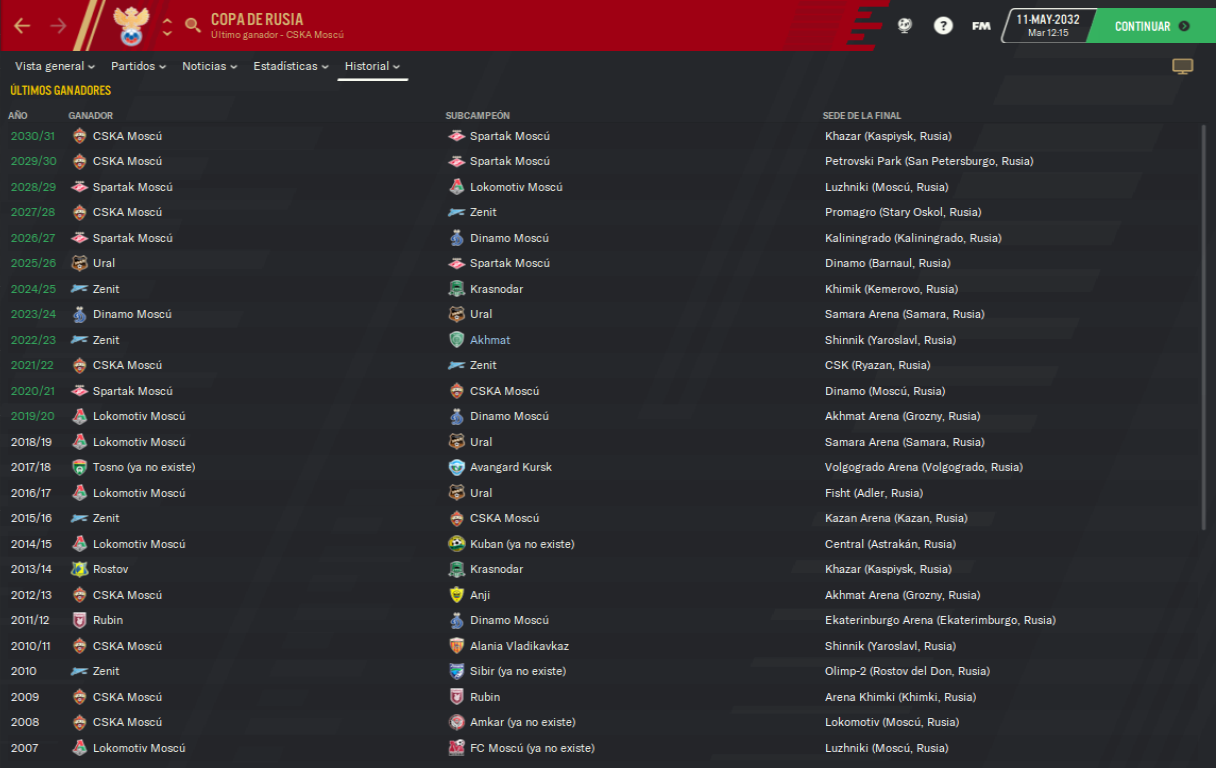 COPA DE RUSIA
Último ganador - CSKA Moscú
?
FM
11-MAY-2032
Mar 12:15
CONTINUAR
Vista general Partidos Noticias Estadísticas Historial
ÚLTIMOS GANADORES
AÑO GANADOR SUBCAMPEÓN SEDE DE LA FINAL
2030/31 CSKA Moscú Spartak Moscú Khazar (Kaspiysk, Rusia)
2029/30 CSKA Moscú Spartak Moscú Petrovski Park (San Petersburgo, Rusia)
2028/29 Spartak Moscú Lokomotiv Moscú Luzhniki (Moscú, Rusia)
2027/28 CSKA Moscú Zenit Promagro (Stary Oskol, Rusia)
2026/27 Spartak Moscú Dinamo Moscú Kaliningrado (Kaliningrado, Rusia)
2025/26 Ural Spartak Moscú Dinamo (Barnaul, Rusia)
2024/25 Zenit Krasnodar Khimik (Kemerovo, Rusia)
2023/24 Dinamo Moscú Ural Samara Arena (Samara, Rusia)
2022/23 Zenit Akhmat Shinnik (Yaroslavl, Rusia)
2021/22 CSKA Moscú Zenit CSK (Ryazan, Rusia)
2020/21 Spartak Moscú CSKA Moscú Dinamo (Moscú, Rusia)
2019/20 Lokomotiv Moscú Dinamo Moscú Akhmat Arena (Grozny, Rusia)
2018/19 Lokomotiv Moscú Ural Samara Arena (Samara, Rusia)
2017/18 Tosno (ya no existe) Avangard Kursk Volgogrado Arena (Volgogrado, Rusia)
2016/17 Lokomotiv Moscú Ural Fisht (Adler, Rusia)
2015/16 Zenit CSKA Moscú Kazan Arena (Kazan, Rusia)
2014/15 Lokomotiv Moscú Kuban (ya no existe) Central (Astrakán, Rusia)
2013/14 Rostov Krasnodar Khazar (Kaspiysk, Rusia)
2012/13 CSKA Moscú Anji Akhmat Arena (Grozny, Rusia)
2011/12 Rubin Dinamo Moscú Ekaterinburgo Arena (Ekaterimburgo, Rusia)
2010/11 CSKA Moscú Alania Vladikavkaz Shinnik (Yaroslavl, Rusia)
2010 Zenit Sibir (ya no existe) Olimp-2 (Rostov del Don, Rusia)
2009 CSKA Moscú Rubin Arena Khimki (Khimki, Rusia)
2008 CSKA Moscú Amkar (ya no existe) Lokomotiv (Moscú, Rusia)
2007 Lokomotiv Moscú FC Moscú (ya no existe) Luzhniki (Moscú, Rusia)